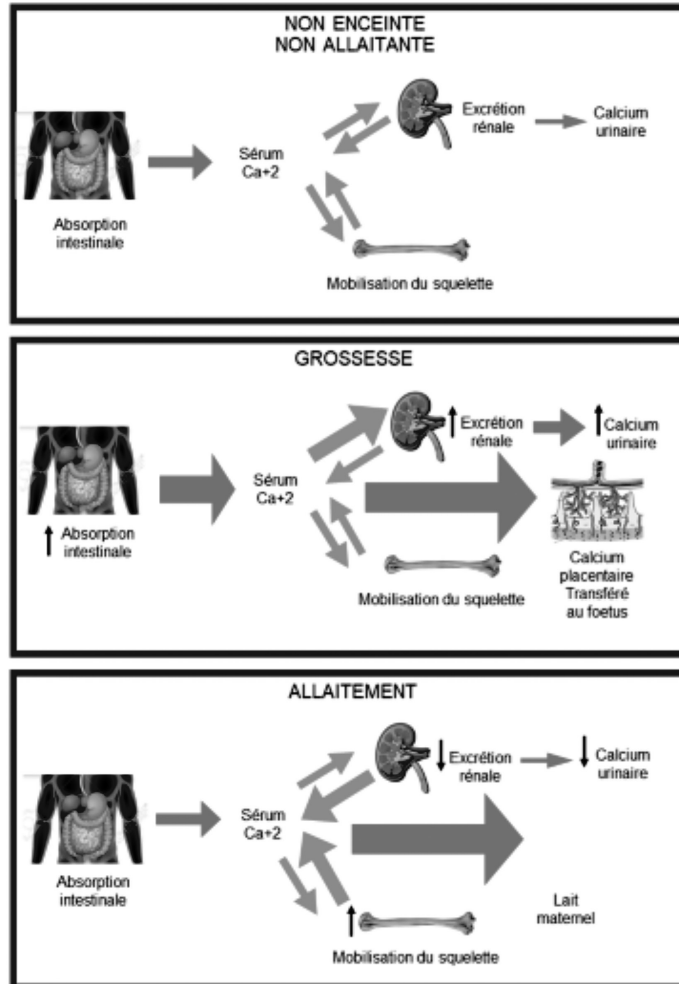 NON ENCEINTE
NON ALLAITANTE
Excrétion
rénale
Calcium
urinaire
Sérum
Ca+2
Absorption
intestinale
Mobilisation du squelette
GROSSESSE
Excrétion
rénale
Calcium
urinaire
Sérum
Ca+2
Absorption
intestinale
Mobilisation du squelette
Calcium
placentaire
Transféré
au foetus
ALLAITEMENT
Excrétion
rénale
Calcium
urinaire
Sérum
Ca+2
Absorption
intestinale
Lait
maternel
Mobilisation du squelette